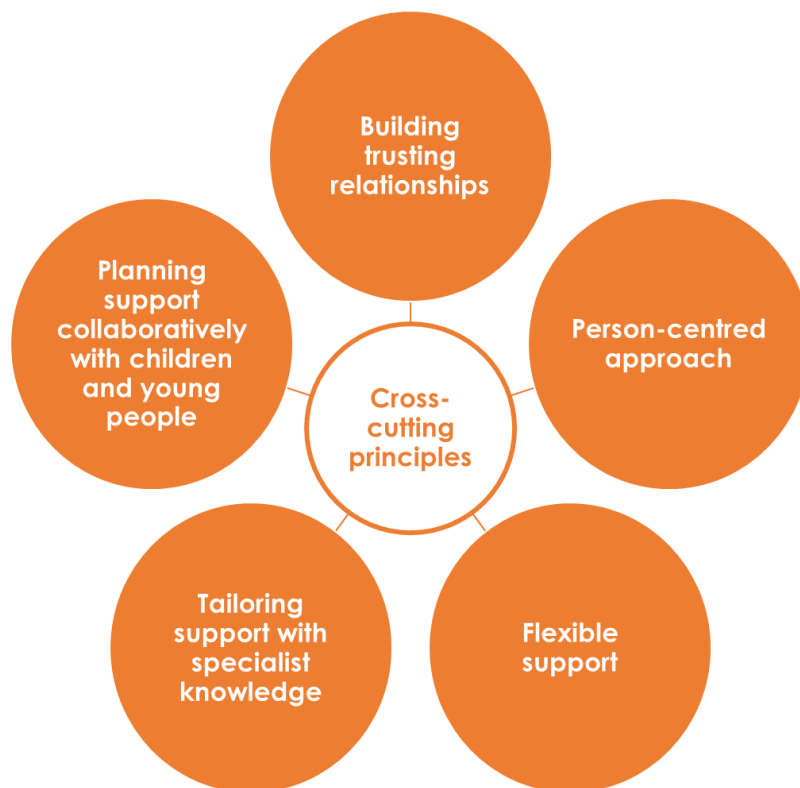 Building
trusting
relationships
Person-centred
approach
Flexible
support
Tailoring
support with
specialist
knowledge
Planning
support
collaboratively
with children
and young
people
Cross-
cutting
principles